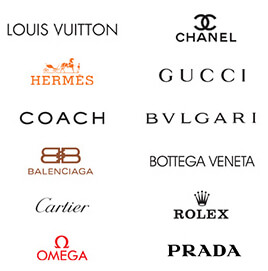 LOUIS VUITTON
CHANEL
HERMÈS
GUCCI
COACH
BVLGARI
BALENCIAGA
BOTTEGA VENETA
Cartier
ROLEX
OMEGA
PRADA